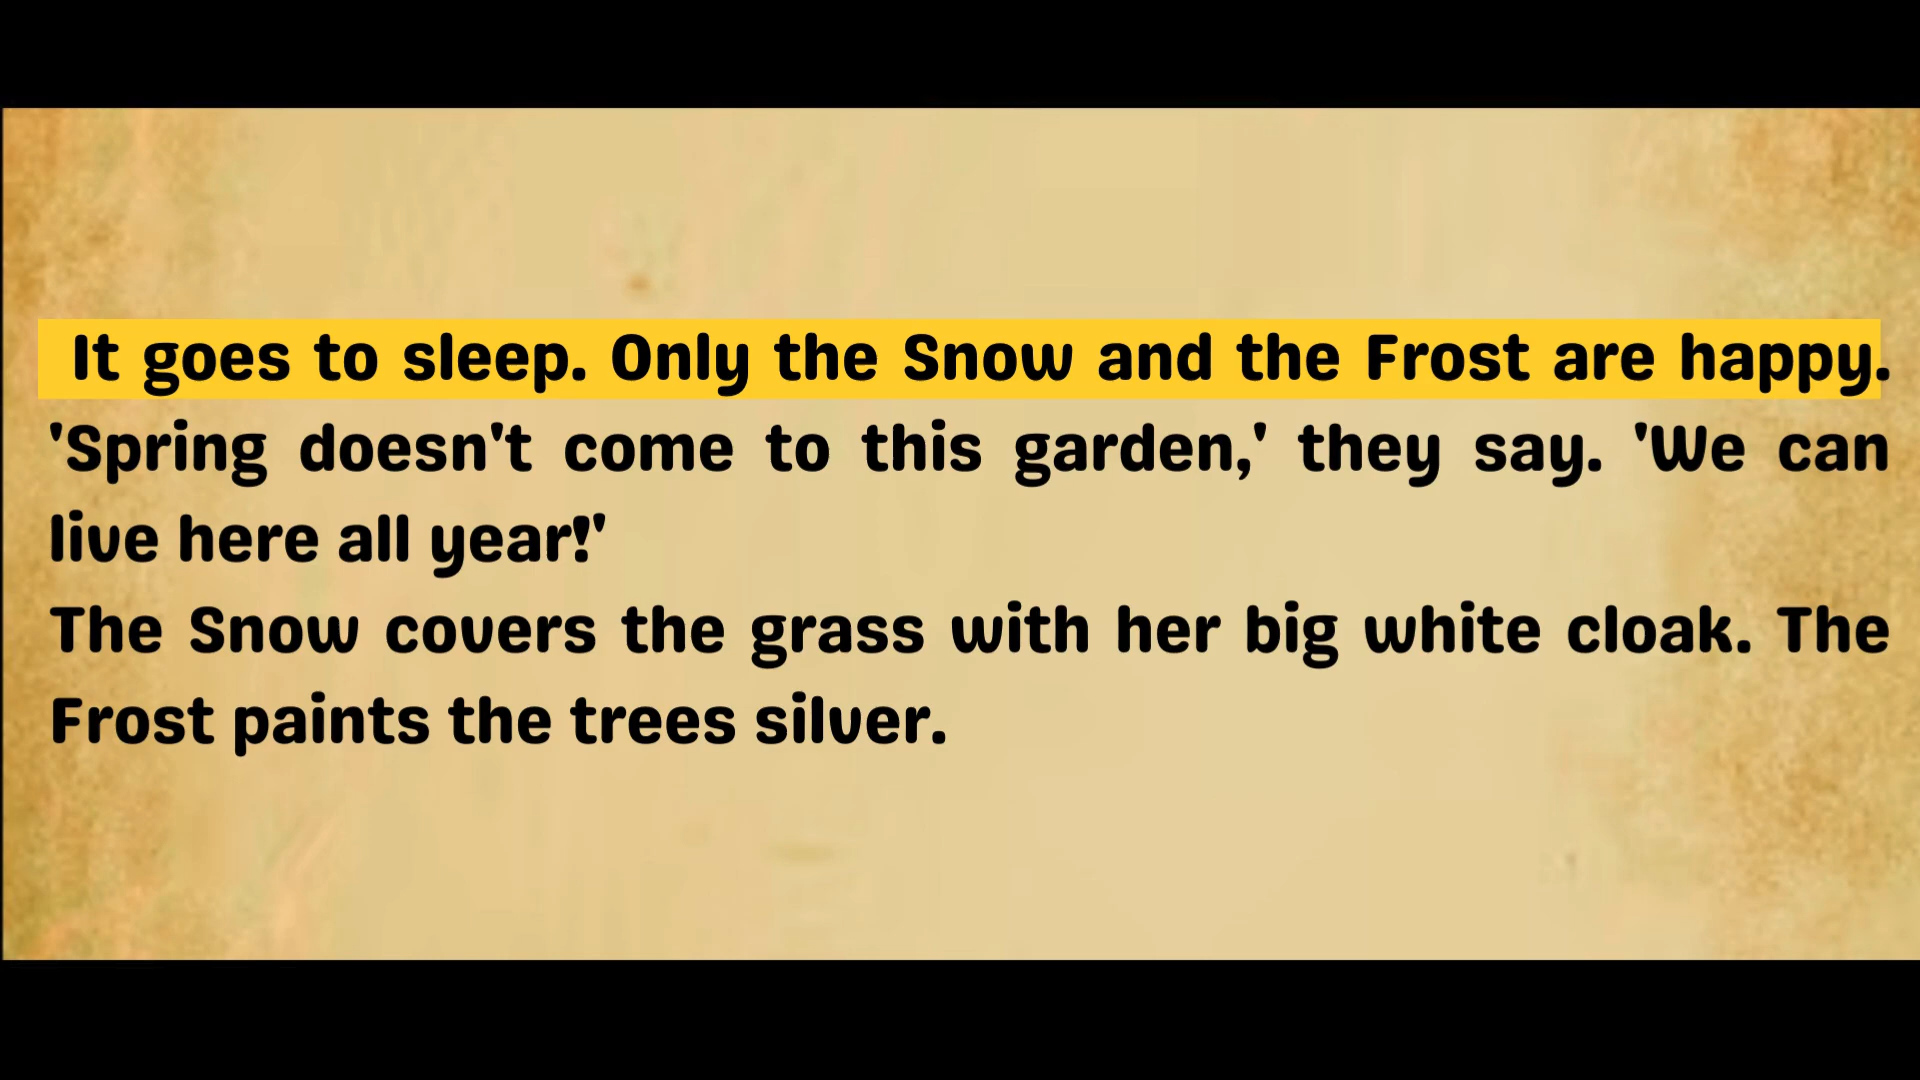 It goes to sleep. Only the Snow and the Frost are happy.
'Spring doesn't come to this garden,' they say. 'We can
live here all year!'
The Snow covers the grass with her big white cloak. The
Frost paints the trees silver.